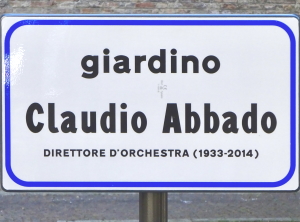 giardino
Claudio Abbado
DIRETTORE D'ORCHESTRA (1933-2014)